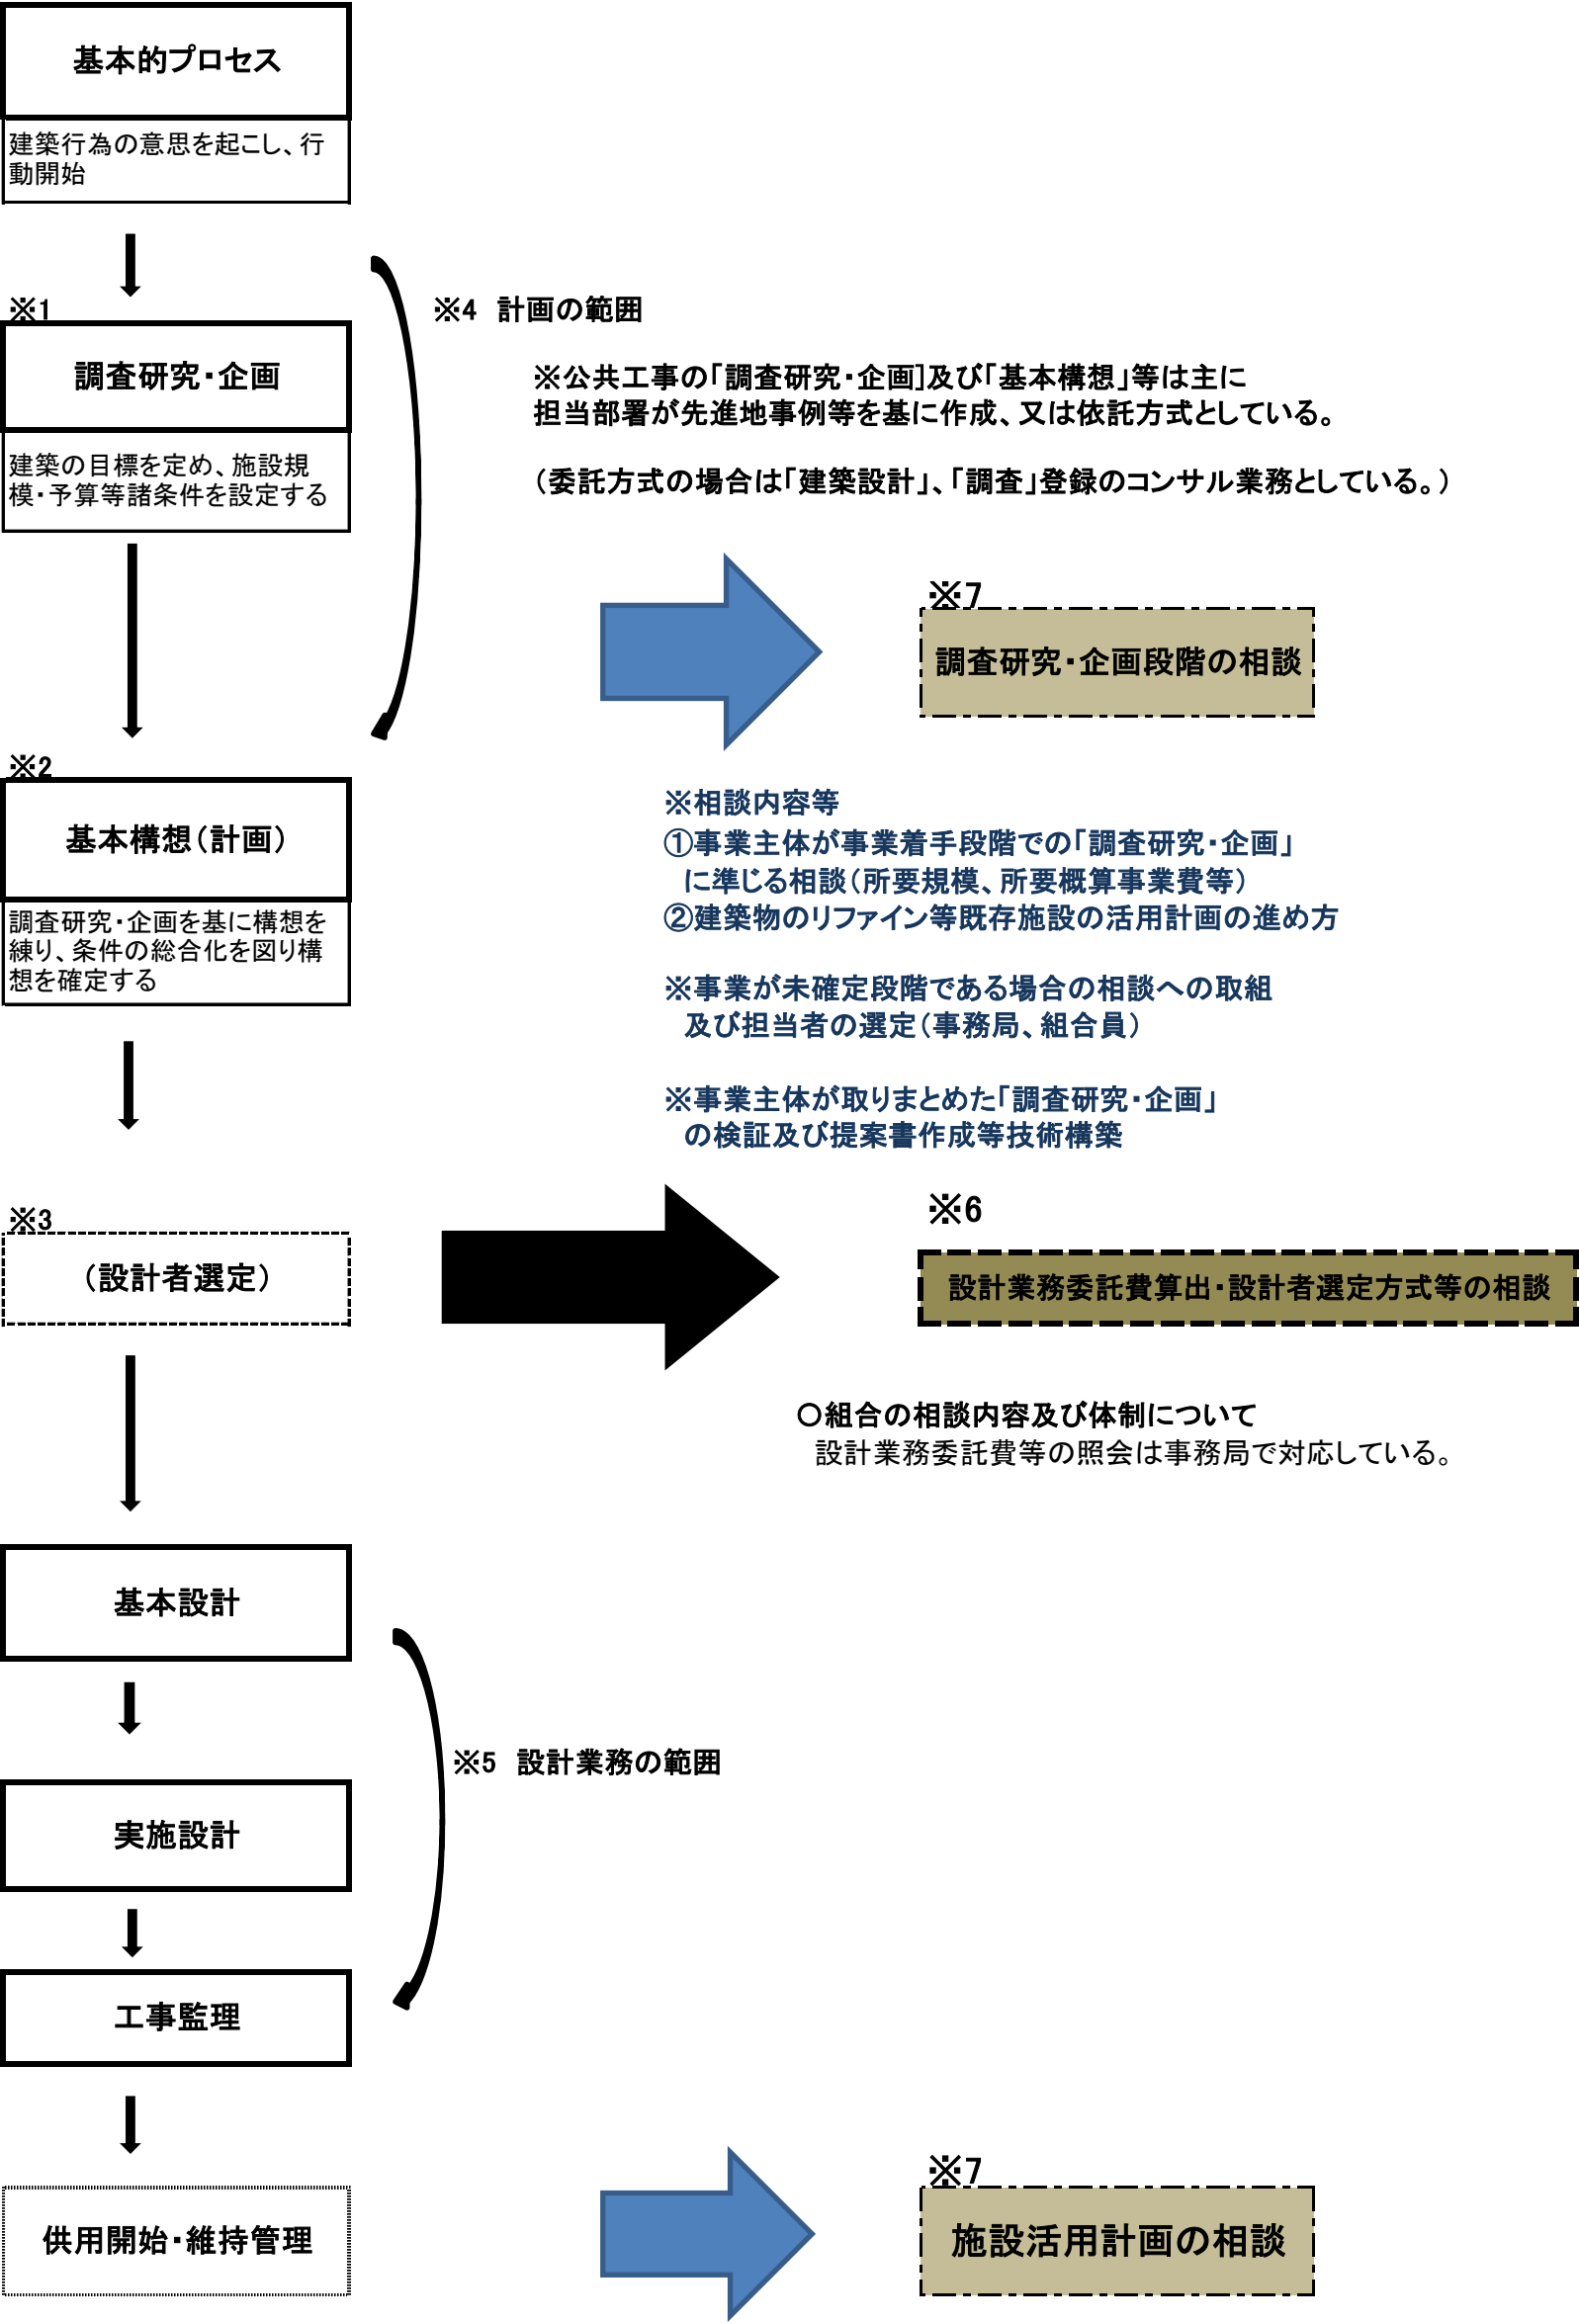 基本的プロセス
建築行為の意思を起こし、行
動開始
※1
調査研究・企画
建築の目標を定め、施設規
模・予算等諸条件を設定する
※4 計画の範囲
※公共工事の「調査研究・企画]及び「基本構想」等は主に
担当部署が先進地事例等を基に作成、又は依託方式としている。
（委託方式の場合は「建築設計」、「調査」登録のコンサル業務としている。）
※7
調査研究・企画段階の相談
※2
基本構想（計画）
調査研究・企画を基に構想を
練り、条件の総合化を図り構
想を確定する
※相談内容等
①事業主体が事業着手段階での「調査研究・企画」
に準じる相談（所要規模、所要概算事業費等）
②建築物のリファイン等既存施設の活用計画の進め方
※事業が未確定段階である場合の相談への取組
及び担当者の選定（事務局、組合員）
※事業主体が取りまとめた「調査研究・企画」
の検証及び提案書作成等技術構築
※3
（設計者選定）
※6
設計業務委託費算出・設計者選定方式等の相談
○組合の相談内容及び体制について
設計業務委託費等の照会は事務局で対応している。
基本設計
※5 設計業務の範囲
実施設計
工事監理
供用開始・維持管理
※7
施設活用計画の相談